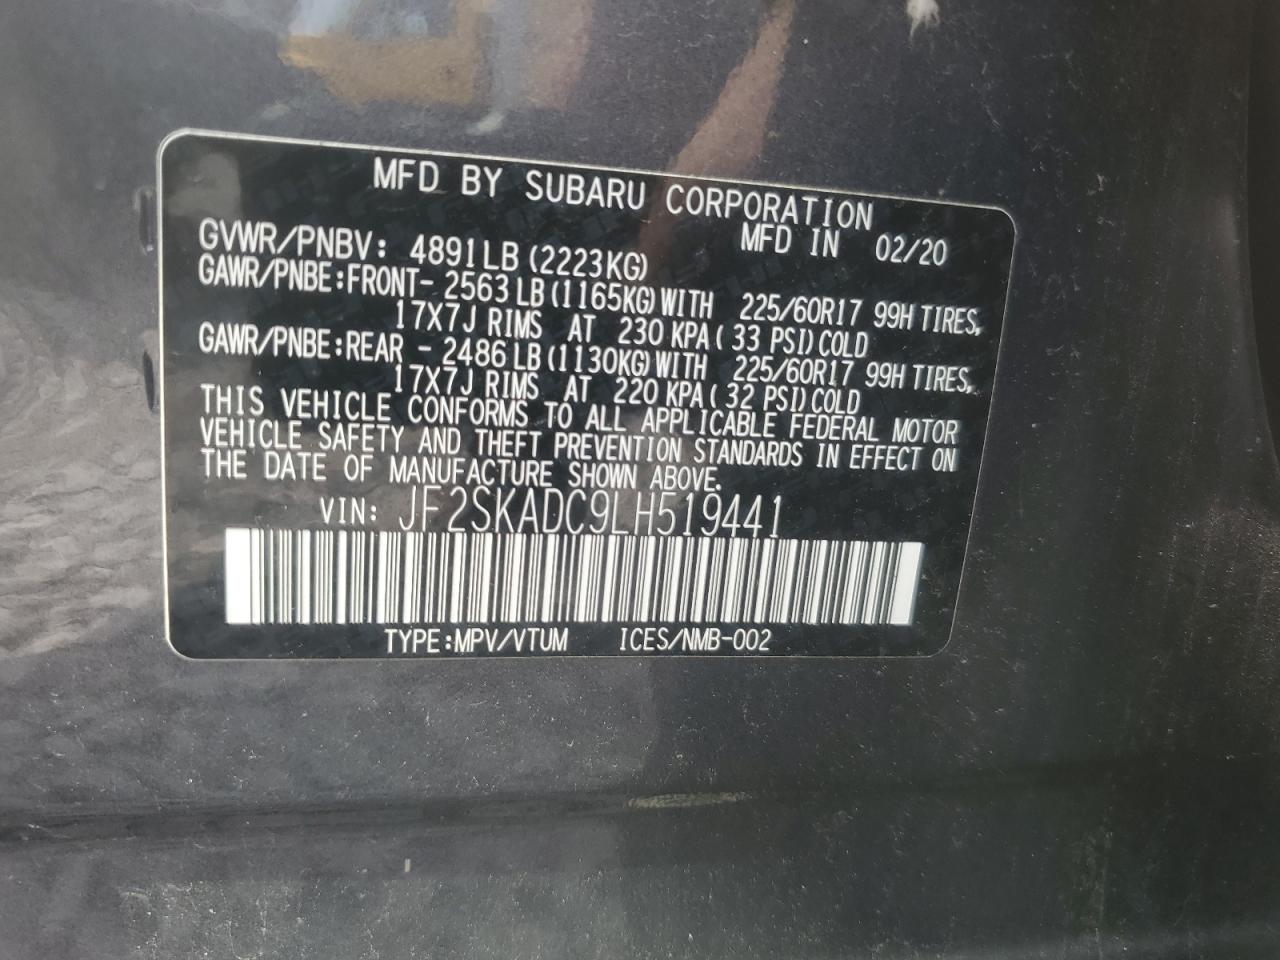 MFD BY SUBARU CORPORATION
MFD IN 02/20
GVWR/PNBV: 4891LB (2223KG)
GAWR/PNBE:FRONT- 2563 LB (1165KG) WITH 225/60R17 99H TIRES,
17X7J RIMS AT 230 KPA ( 33 PSI) COLD
GAWR/PNBE:REAR - 2486 LB (1130KG) WITH 225/60R17 99H TIRES,
17X7J RIMS AT 220 KPA ( 32 PSI) COLD
THIS VEHICLE CONFORMS TO ALL APPLICABLE FEDERAL MOTOR
VEHICLE SAFETY AND THEFT PREVENTION STANDARDS IN EFFECT ON
THE DATE OF MANUFACTURE SHOWN ABOVE.
VIN: JF2SKADC9LH519441
TYPE:MPV/VTUM ICES/NMB-002